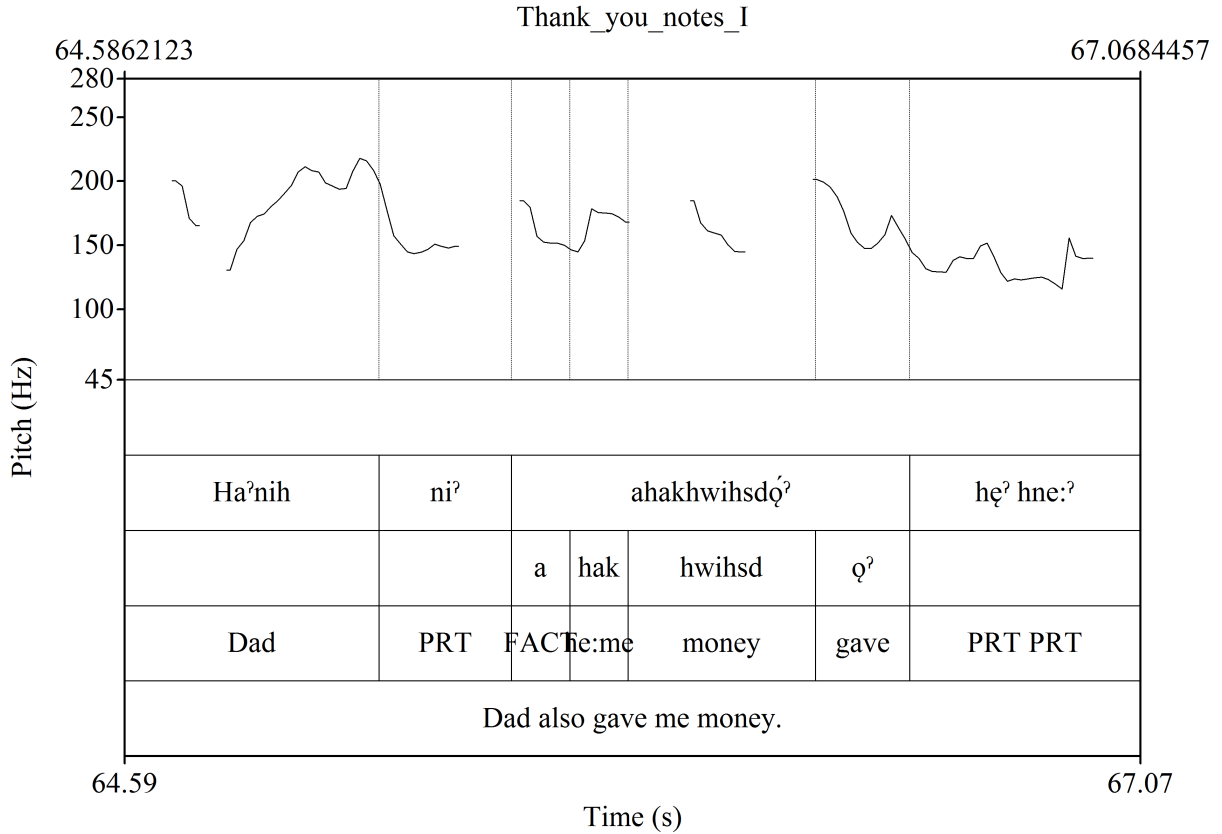 Thank_you_notes_I
64.5862123 67.0684457
280
250
200
150
100
45
Pitch (Hz)
Haˀnih niˀ ahakhwihsdǫ́ˀ hęˀ hne:ˀ
a hak hwihsd ǫˀ
Dad PRT FACT he:me money gave PRT PRT
Dad also gave me money.
64.59 67.07
Time (s)